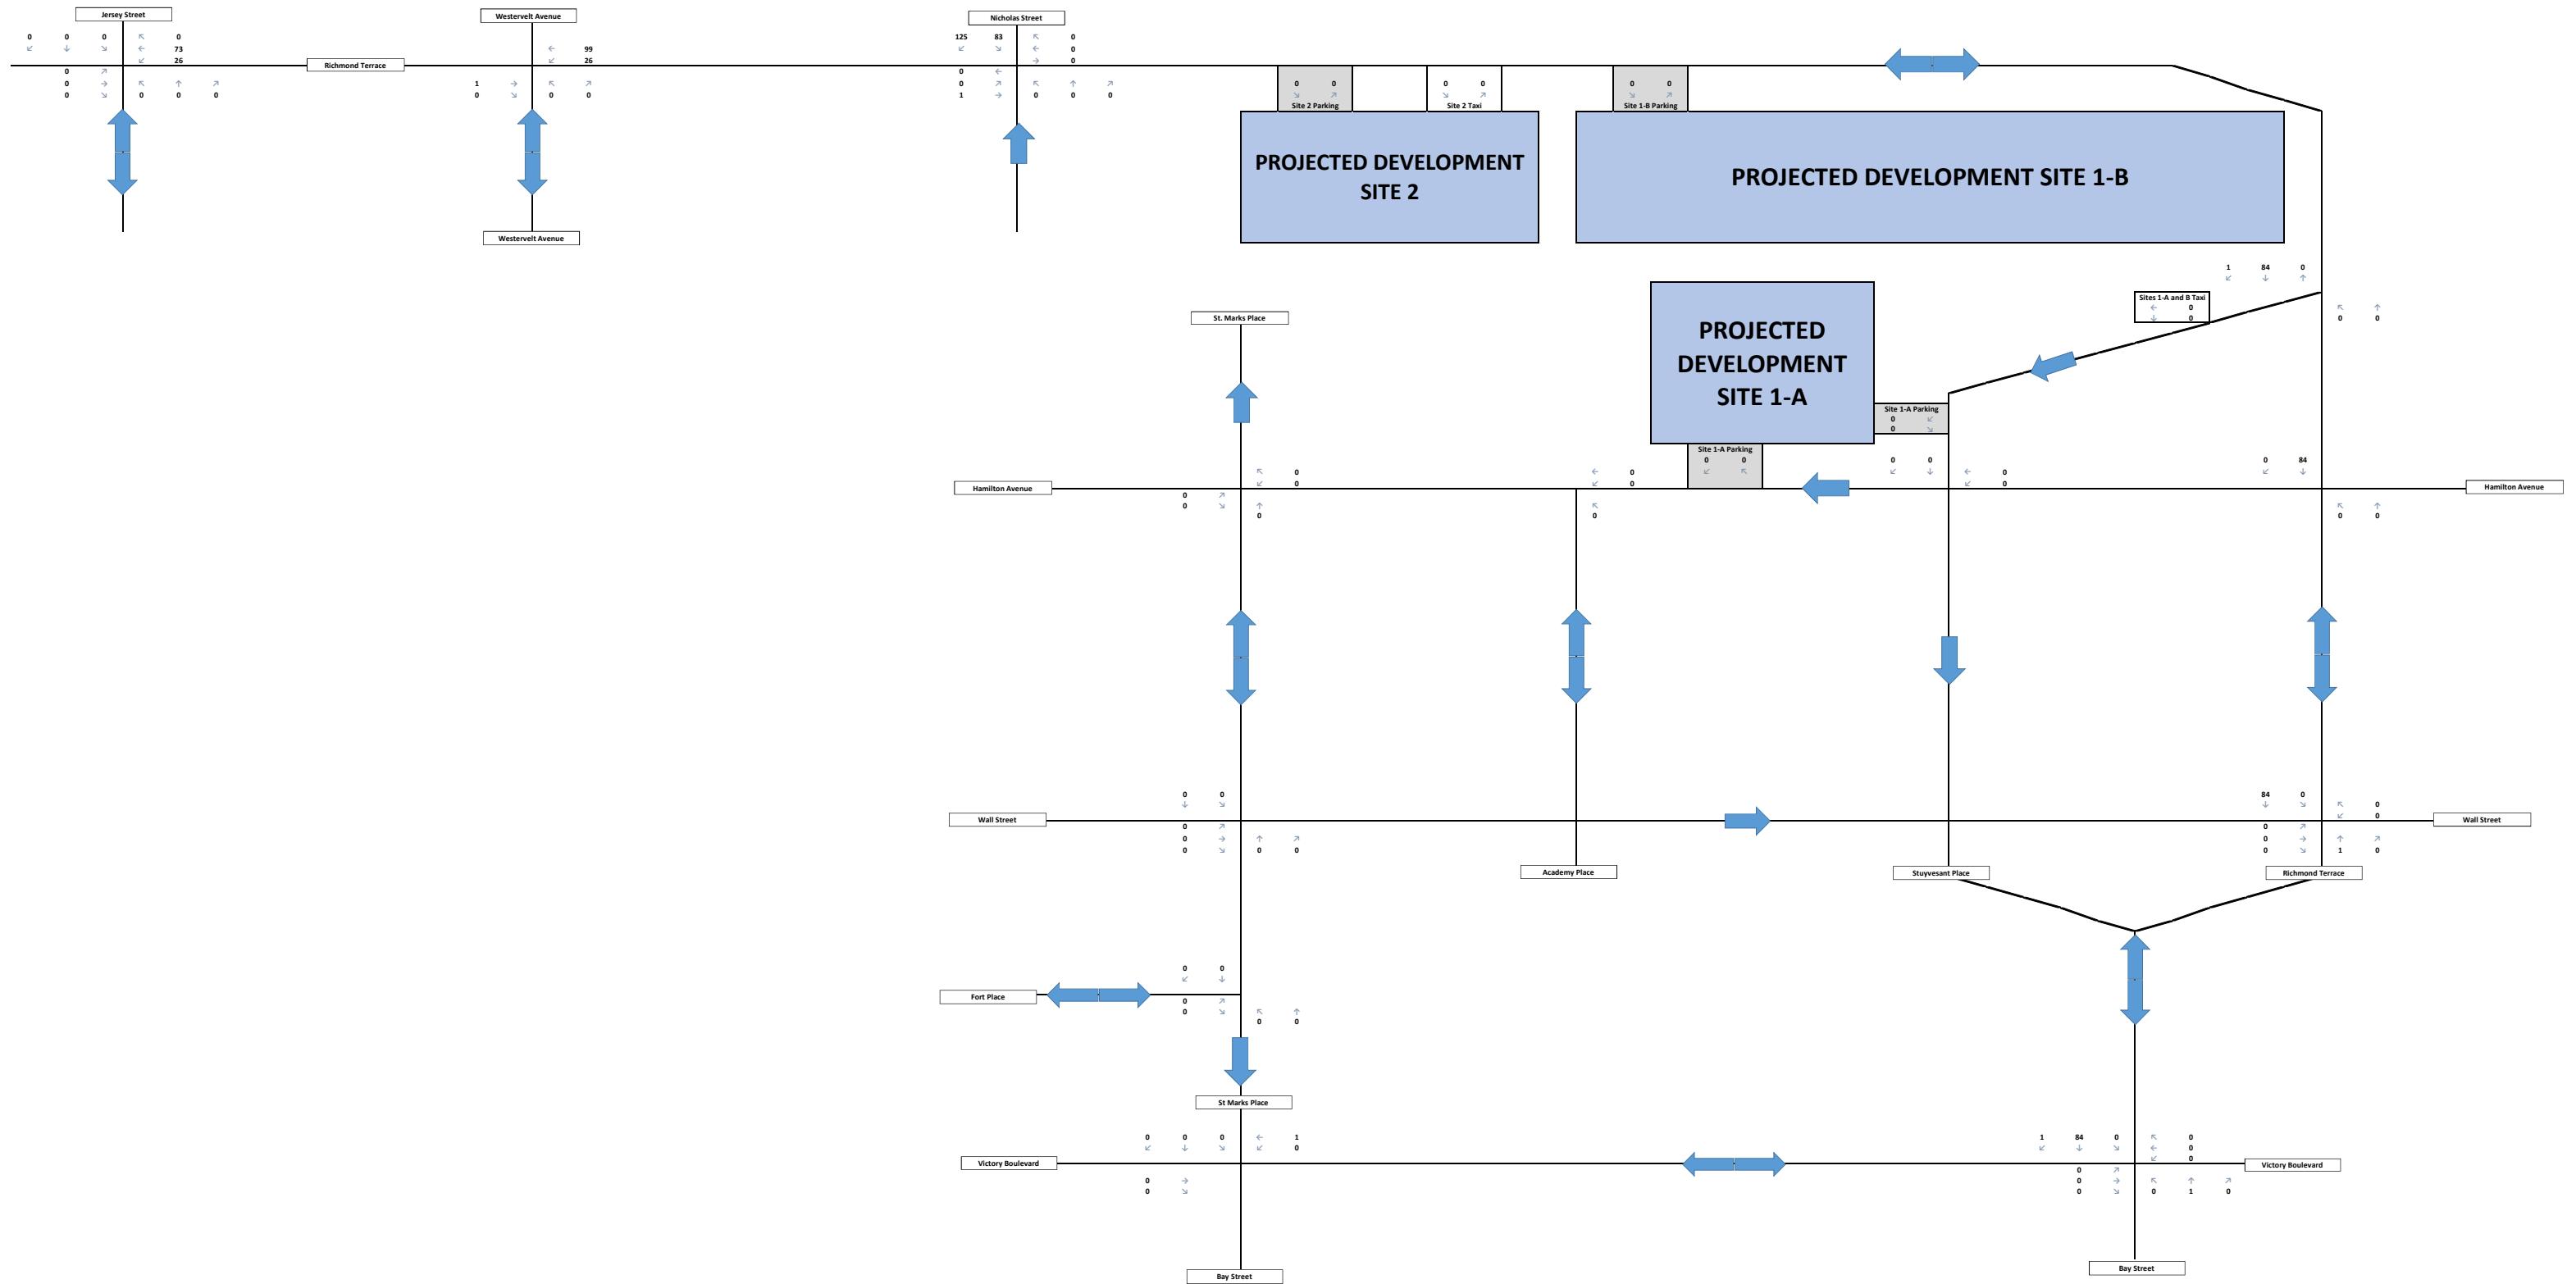 Jersey Street
Westervelt Avenue
Nicholas Street
0 0 0 ↖ 0
↙ ↓ ↘ ← 73
↙ 26
0 ↗
0 → ↖ ↑ ↗
0 ↘ 0 0 0
Richmond Terrace
← 99
↙ 26
1 → ↖ ↗
0 ↘ 0 0
Westervelt Avenue
125 83 ↖ 0
↙ ↘ ← 0
→ 0
0 ←
0 ↗ ↖ ↑ ↗
1 → 0 0 0
0 0
↘ ↗
Site 2 Parking
0 0
↘ ↗
Site 2 Taxi
0 0
↘ ↗
Site 1-B Parking
PROJECTED DEVELOPMENT
SITE 2
PROJECTED DEVELOPMENT SITE 1-B
1 84 0
↙ ↓ ↑
Sites 1-A and B Taxi
← 0
↓ 0
↖ ↑
0 0
St. Marks Place
PROJECTED
DEVELOPMENT
SITE 1-A
Site 1-A Parking
0 ↙
0 ↘
Site 1-A Parking
0 0
↙ ↖
Hamilton Avenue
↖ 0
↙ 0
0 ↗
0 ↘ ↑
0
← 0
↙ 0
↖
0
0 0 ← 0
↙ ↓ ↙ 0
0 84
↙ ↓
↖ ↑
0 0
Hamilton Avenue
Wall Street
0 0
↓ ↘
0 ↗
0 → ↑ ↗
0 ↘ 0 0
84 0 ↖ 0
↓ ↘ ↙ 0
0 ↗
0 → ↑ ↗
0 ↘ 1 0
Wall Street
Academy Place
Stuyvesant Place
Richmond Terrace
Fort Place
0 0
↙ ↓
0 ↗
0 ↘ ↖ ↑
0 0
St Marks Place
Victory Boulevard
0 0 0 ← 1
↙ ↓ ↘ ↙ 0
0 →
0 ↘
1 84 0 ↖ 0
↙ ↓ ↘ ← 0
↙ 0
0 ↗
0 → ↖ ↑ ↗
0 ↘ 0 1 0
Victory Boulevard
Bay Street
Bay Street